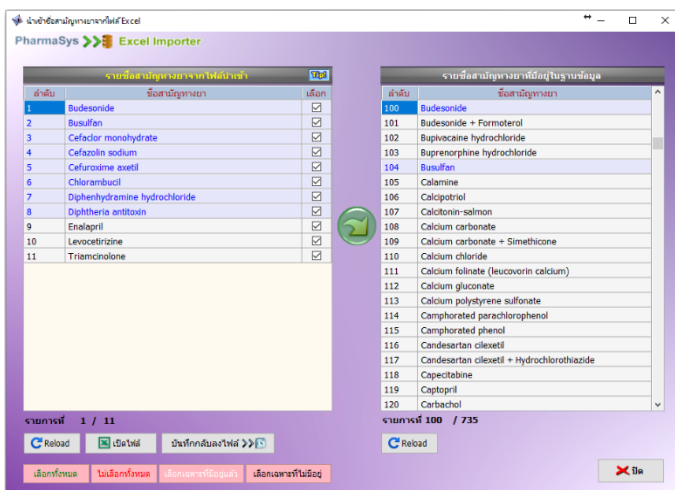 นำเข้าชื่อสามัญทางยาจากไฟล์ Excel
PharmaSys >>> Excel Importer
รายชื่อสามัญทางยาจากไฟล์นำเข้า Tips
ลำดับ ชื่อสามัญทางยา เลือก
1 Budesonide
2 Busulfan
3 Cefaclor monohydrate
4 Cefazolin sodium
5 Cefuroxime axetil
6 Chlorambucil
7 Diphenhydramine hydrochloride
8 Diphtheria antitoxin
9 Enalapril
10 Levocetirizine
11 Triamcinolone
รายการที่ 1 / 11
Reload เปิดไฟล์ บันทึกกลับลงไฟล์ >>
เลือกทั้งหมด ไม่เลือกทั้งหมด เลือกเฉพาะที่มีอยู่แล้ว เลือกเฉพาะที่ไม่มีอยู่
รายชื่อสามัญทางยาที่มีอยู่ในฐานข้อมูล
ลำดับ ชื่อสามัญทางยา
100 Budesonide
101 Budesonide + Formoterol
102 Bupivacaine hydrochloride
103 Buprenorphine hydrochloride
104 Busulfan
105 Calamine
106 Calcipotriol
107 Calcitonin-salmon
108 Calcium carbonate
109 Calcium carbonate + Simethicone
110 Calcium chloride
111 Calcium folinate (leucovorin calcium)
112 Calcium gluconate
113 Calcium polystyrene sulfonate
114 Camphorated parachlorophenol
115 Camphorated phenol
116 Candesartan cilexetil
117 Candesartan cilexetil + Hydrochlorothiazide
118 Capecitabine
119 Captopril
120 Carbachol
รายการที่ 100 / 735
Reload
ปิด